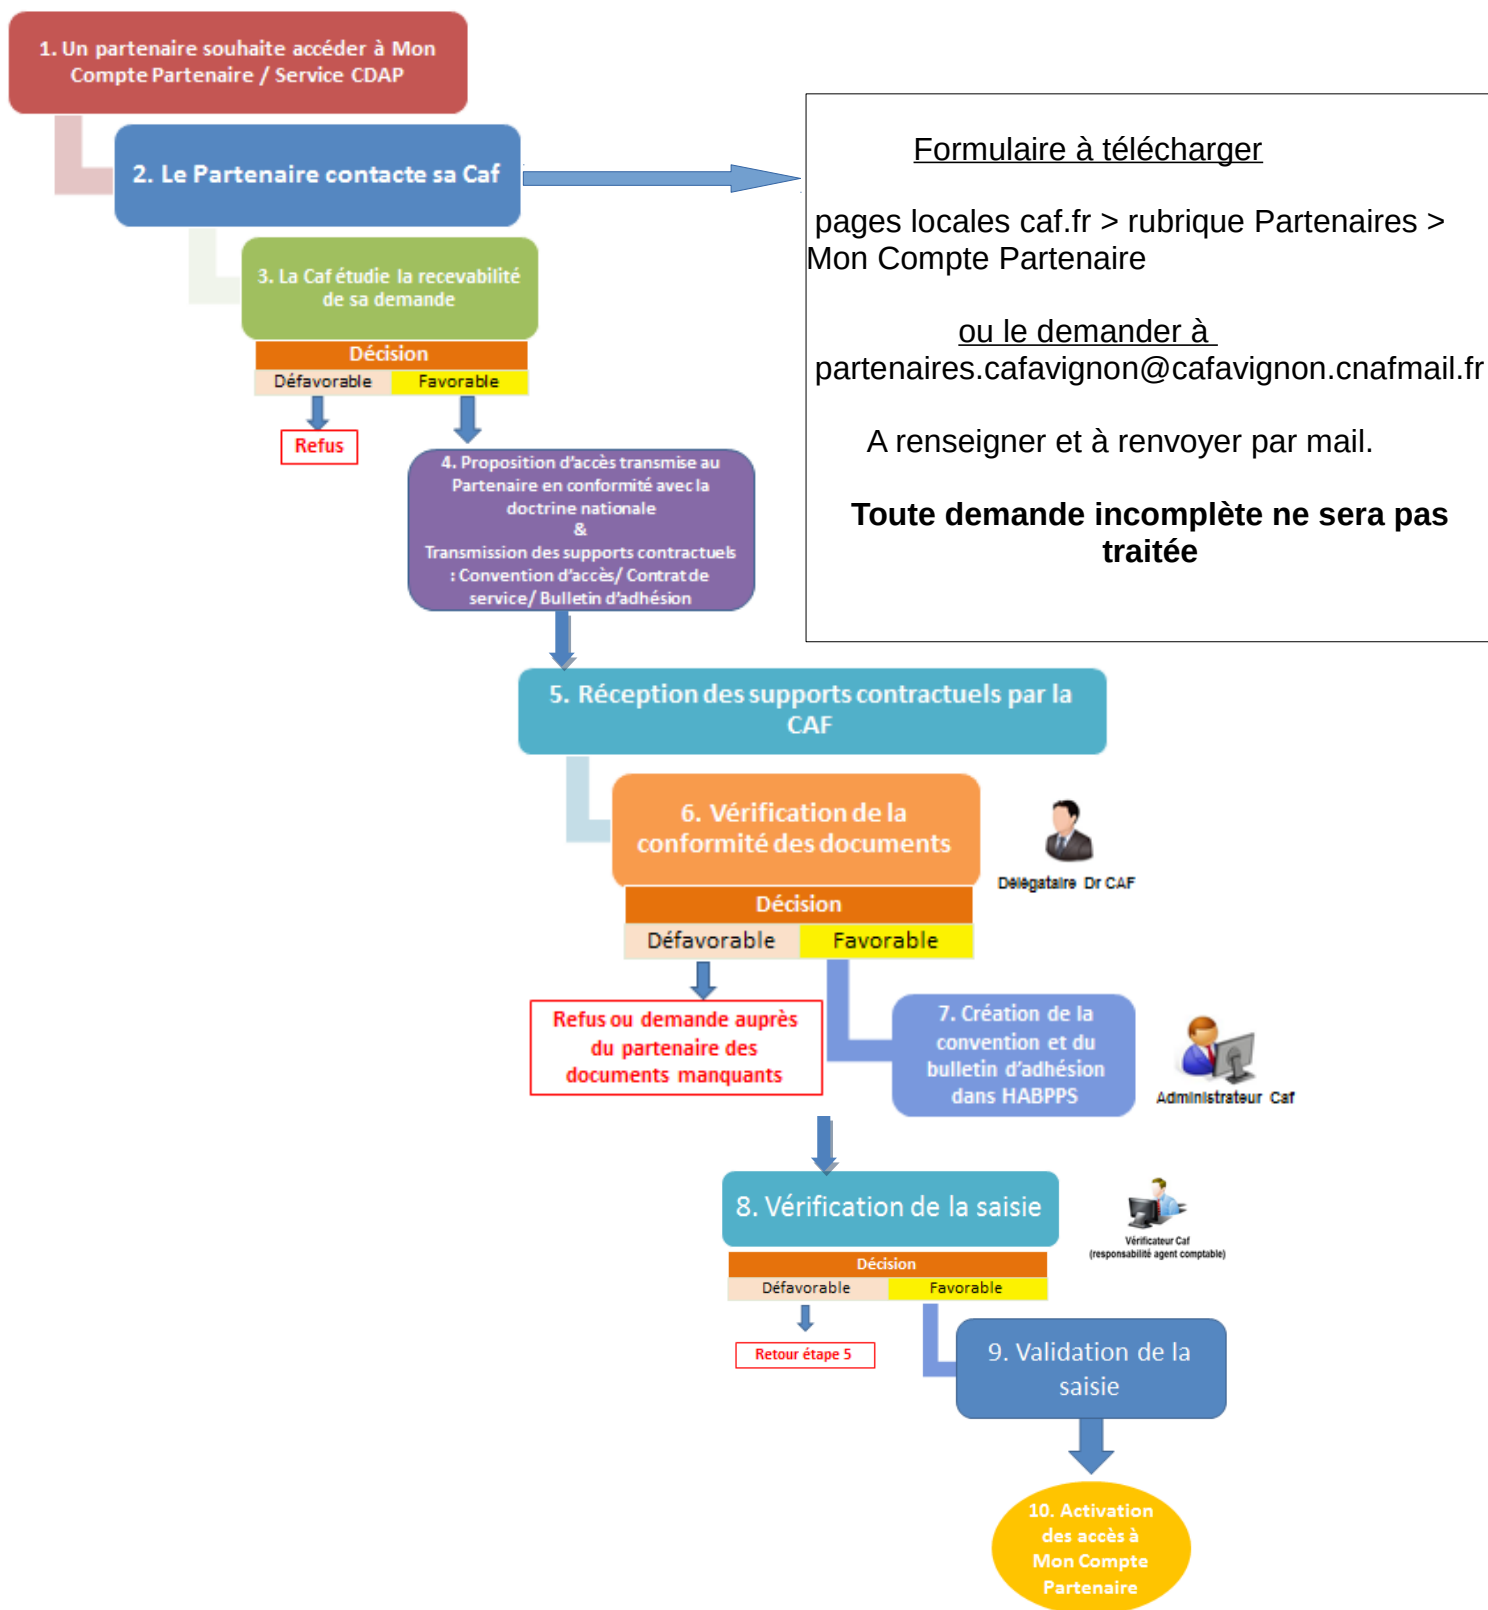 1. Un partenaire souhaite accéder à Mon
Compte Partenaire / Service CDAP
2. Le Partenaire contacte sa Caf
Formulaire à télécharger
pages locales caf.fr > rubrique Partenaires >
Mon Compte Partenaire
ou le demander à
partenaires.cafavignon@cafavignon.cnafmail.fr
A renseigner et à renvoyer par mail.
Toute demande incomplète ne sera pas
traitée
3. La Caf étudie la recevabilité
de sa demande
Décision
Défavorable Favorable
Refus
4. Proposition d'accès transmise au
Partenaire en conformité avec la
doctrine nationale
&
Transmission des supports contractuels
: Convention d'accès/ Contrat de
service/ Bulletin d'adhésion
5. Réception des supports contractuels par la
CAF
6. Vérification de la
conformité des documents
Délégataire Dr CAF
Décision
Défavorable Favorable
Refus ou demande auprès
du partenaire des
documents manquants
7. Création de la
convention et du
bulletin d'adhésion
dans HABPPS
Administrateur Caf
8. Vérification de la saisie
Vérificateur Caf
(responsabilité agent comptable)
Décision
Défavorable Favorable
Retour étape 5
9. Validation de la
saisie
10. Activation
des accès à
Mon Compte
Partenaire